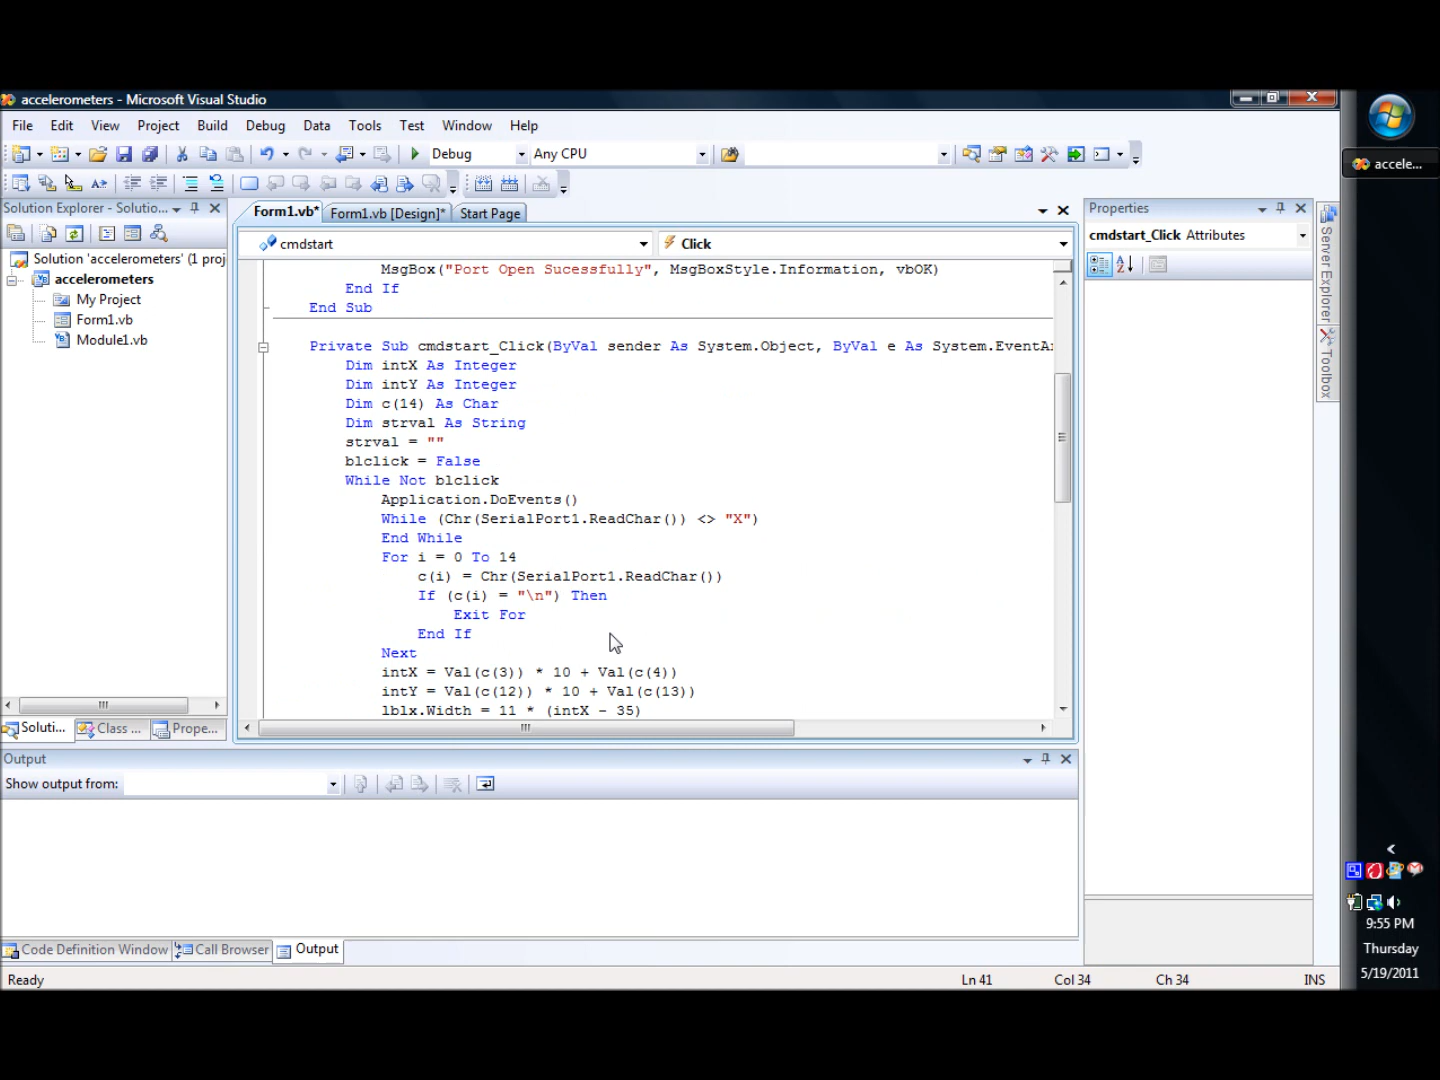 accelerometers - Microsoft Visual Studio
File Edit View Project Build Debug Data Tools Test Window Help
Debug Any CPU
Solution Explorer - Solutio...
Form1.vb* Form1.vb [Design]* Start Page
Properties
cmdstart Click
cmdstart_Click Attributes
Solution 'accelerometers' (1 proj
accelerometers
My Project
Form1.vb
Module1.vb
MsgBox("Port Open Sucessfully", MsgBoxStyle.Information, vbOK)
End If
End Sub
Private Sub cmdstart_Click(ByVal sender As System.Object, ByVal e As System.EventAr
Dim intX As Integer
Dim intY As Integer
Dim c(14) As Char
Dim strval As String
strval = ""
blclick = False
While Not blclick
Application.DoEvents()
While (Chr(SerialPort1.ReadChar()) <> "X")
End While
For i = 0 To 14
c(i) = Chr(SerialPort1.ReadChar())
If (c(i) = "\n") Then
Exit For
End If
Next
intX = Val(c(3)) * 10 + Val(c(4))
intY = Val(c(12)) * 10 + Val(c(13))
lblx.Width = 11 * (intX - 35)
Soluti... Class ... Prope...
Server Explorer
Toolbox
Output
Show output from:
Code Definition Window Call Browser Output
Ready Ln 41 Col 34 Ch 34 INS
accele...
9:55 PM
Thursday
5/19/2011